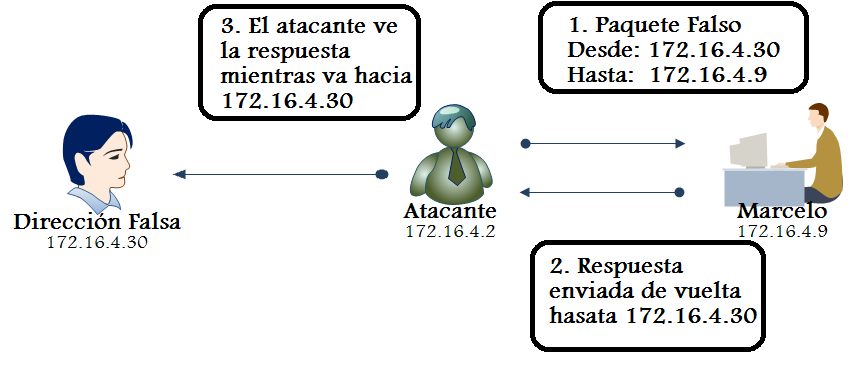 3. El atacante ve
la respuesta
mientras va hacia
172.16.4.30
1. Paquete Falso
Desde: 172.16.4.30
Hasta: 172.16.4.9
Dirección Falsa
172.16.4.30
Atacante
172.16.4.2
Marcelo
172.16.4.9
2. Respuesta
enviada de vuelta
hasata 172.16.4.30